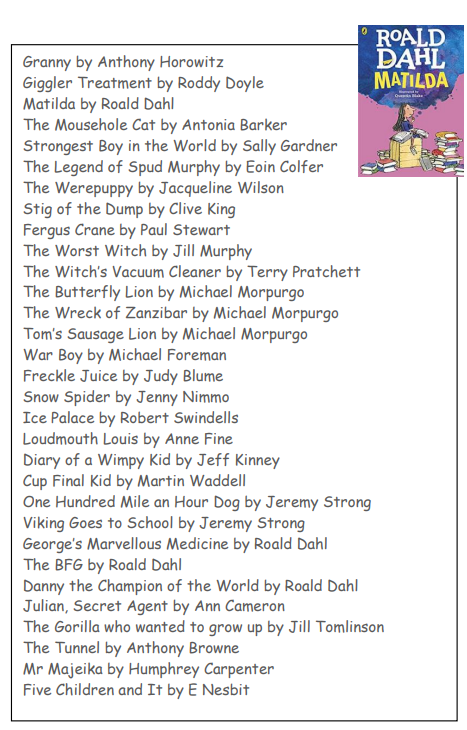 ROALD
DAHL
MATILDA
Illustrated by
Quentin Blake
Granny by Anthony Horowitz
Giggler Treatment by Roddy Doyle
Matilda by Roald Dahl
The Mousehole Cat by Antonia Barker
Strongest Boy in the World by Sally Gardner
The Legend of Spud Murphy by Eoin Colfer
The Werepuppy by Jacqueline Wilson
Stig of the Dump by Clive King
Fergus Crane by Paul Stewart
The Worst Witch by Jill Murphy
The Witch's Vacuum Cleaner by Terry Pratchett
The Butterfly Lion by Michael Morpurgo
The Wreck of Zanzibar by Michael Morpurgo
Tom's Sausage Lion by Michael Morpurgo
War Boy by Michael Foreman
Freckle Juice by Judy Blume
Snow Spider by Jenny Nimmo
Ice Palace by Robert Swindells
Loudmouth Louis by Anne Fine
Diary of a Wimpy Kid by Jeff Kinney
Cup Final Kid by Martin Waddell
One Hundred Mile an Hour Dog by Jeremy Strong
Viking Goes to School by Jeremy Strong
George's Marvellous Medicine by Roald Dahl
The BFG by Roald Dahl
Danny the Champion of the World by Roald Dahl
Julian, Secret Agent by Ann Cameron
The Gorilla who wanted to grow up by Jill Tomlinson
The Tunnel by Anthony Browne
Mr Majeika by Humphrey Carpenter
Five Children and It by E Nesbit